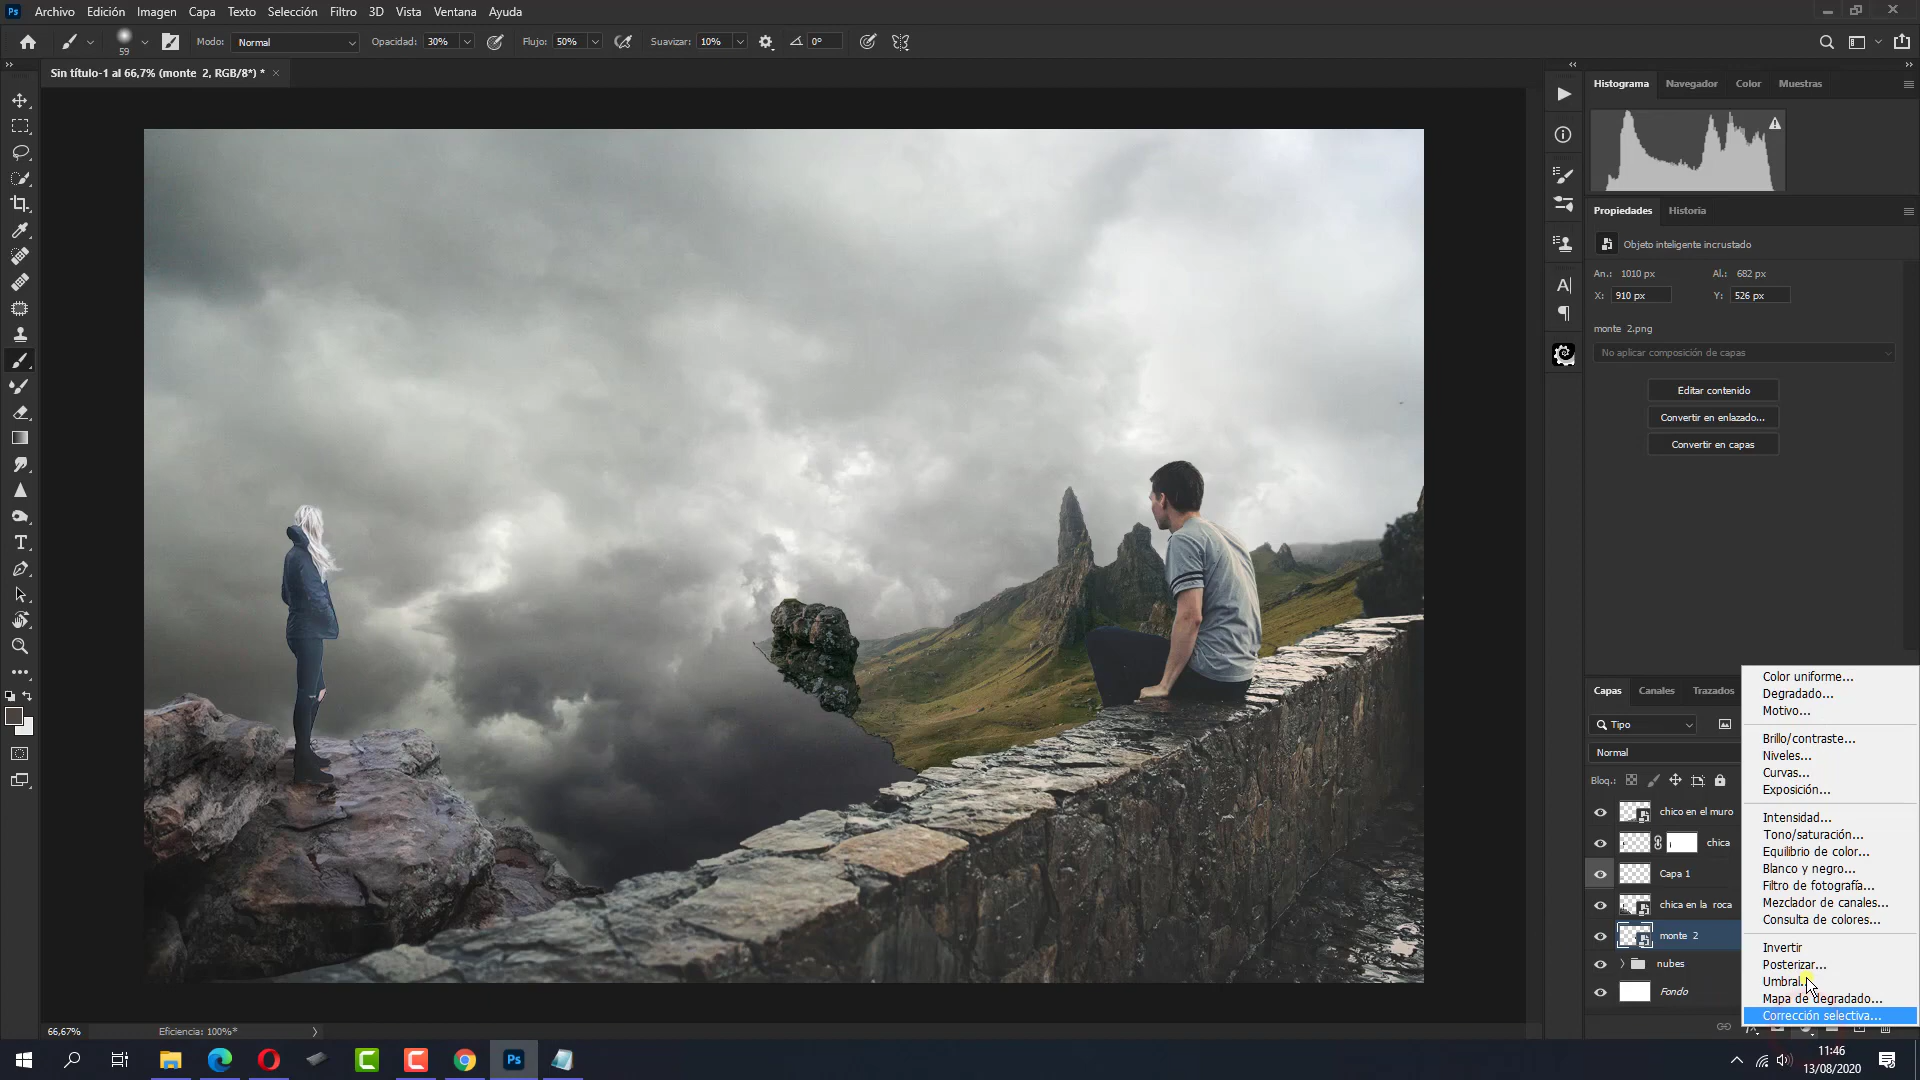 Archivo Edición Imagen Capa Texto Selección Filtro 3D Vista Ventana Ayuda
59 Modo: Normal Opacidad: 30% Flujo: 50% Suavizar: 10% 0°
Sin título-1 al 66,7% (monte 2, RGB/8*) *
Histograma Navegador Color Muestras
Propiedades Historia
Objeto inteligente incrustado
An.: 1010 px Al.: 682 px
X: 910 px Y: 526 px
monte 2.png
No aplicar composición de capas
Editar contenido
Convertir en enlazado...
Convertir en capas
Capas Canales Trazados
Tipo
Normal
Bloq.:
chico en el muro
chica
Capa 1
chica en la roca
monte 2
nubes
Fondo
Color uniforme...
Degradado...
Motivo...
Brillo/contraste...
Niveles...
Curvas...
Exposición...
Intensidad...
Tono/saturación...
Equilibrio de color...
Blanco y negro...
Filtro de fotografía...
Mezclador de canales...
Consulta de colores...
Invertir
Posterizar...
Umbral...
Mapa de degradado...
Corrección selectiva...
66,67% Eficiencia: 100%*
11:46
13/08/2020